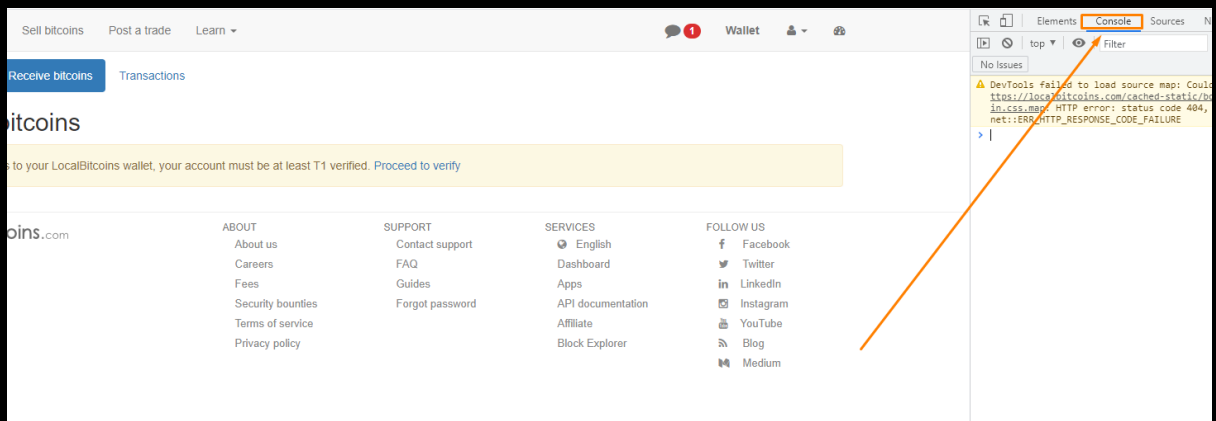 Sell bitcoins Post a trade Learn 1 Wallet
Receive bitcoins Transactions
bitcoins
s to your LocalBitcoins wallet, your account must be at least T1 verified. Proceed to verify
oins.com
ABOUT
About us
Careers
Fees
Security bounties
Terms of service
Privacy policy
SUPPORT
Contact support
FAQ
Guides
Forgot password
SERVICES
English
Dashboard
Apps
API documentation
Affiliate
Block Explorer
FOLLOW US
Facebook
Twitter
LinkedIn
Instagram
YouTube
Blog
Medium
Elements Console Sources N
top Filter
No Issues
DevTools failed to load source map: Could
ttps://localbitcoins.com/cached-static/bo
in.css.map: HTTP error: status code 404,
net::ERR_HTTP_RESPONSE_CODE_FAILURE